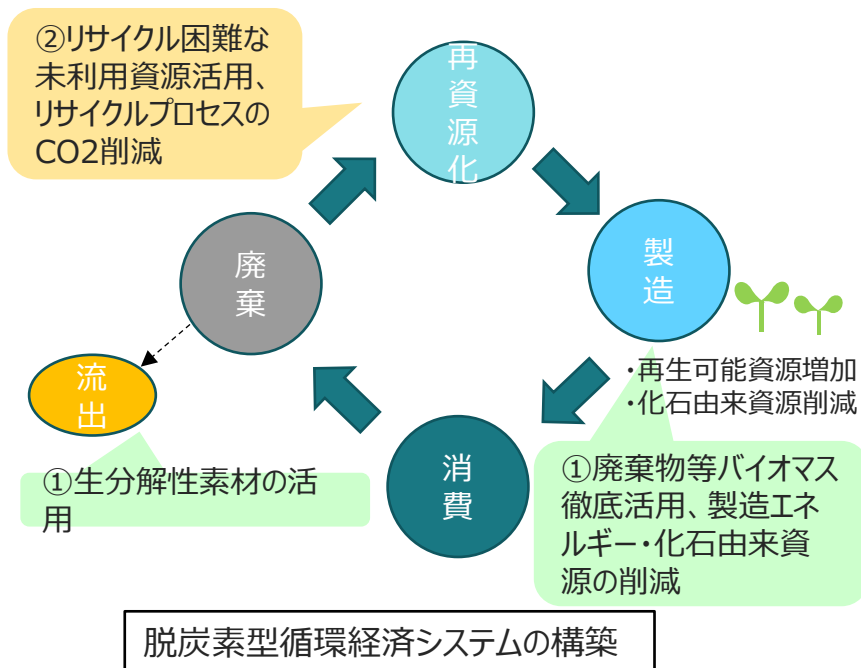 ②リサイクル困難な
未利用資源活用、
リサイクルプロセスの
CO2削減
再
資
源
化
廃
棄
製
造
・再生可能資源増加
・化石由来資源削減
流
出
消
費
①生分解性素材の活
用
①廃棄物等バイオマス
徹底活用、製造エネ
ルギー・化石由来資
源の削減
脱炭素型循環経済システムの構築